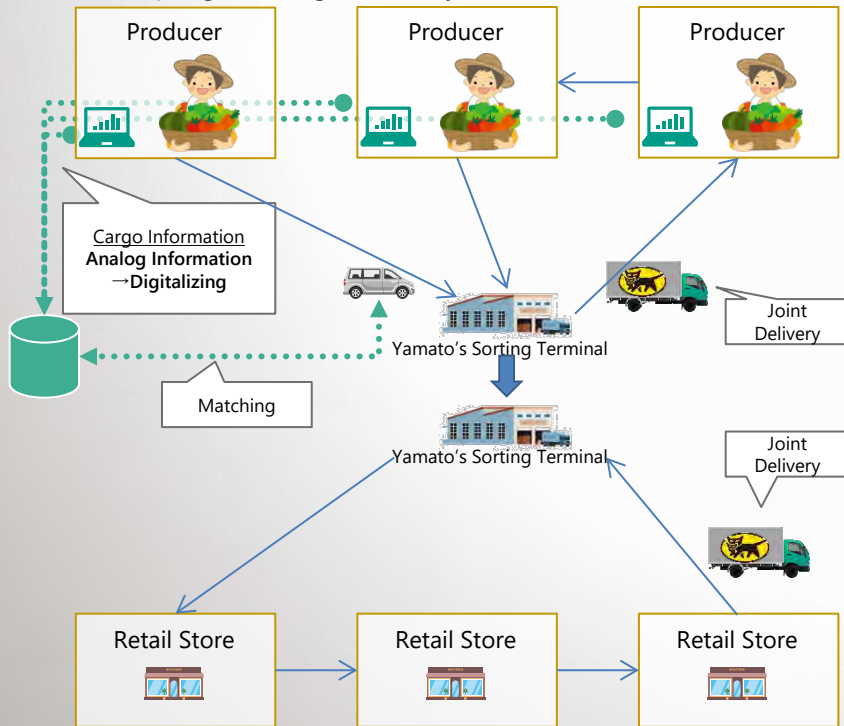 Producer
Producer
Producer
Cargo Information
Analog Information
→Digitalizing
Joint
Delivery
Yamato's Sorting Terminal
Matching
Yamato's Sorting Terminal
Joint
Delivery
Retail Store
Retail Store
Retail Store